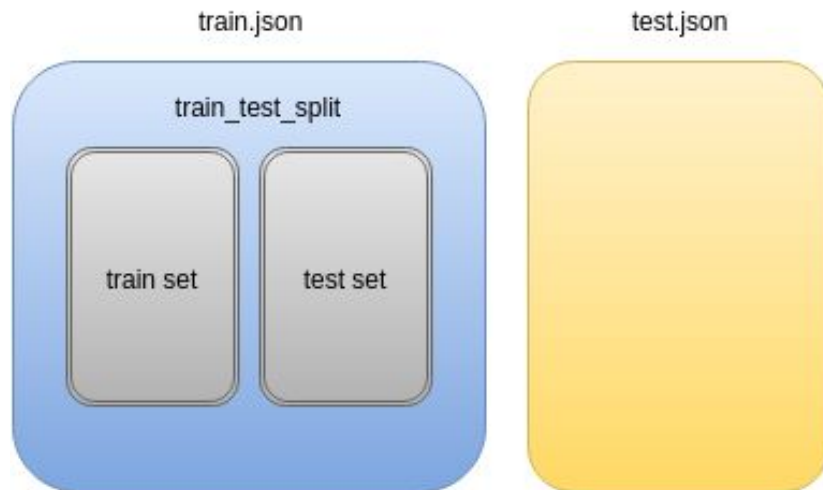 train.json
test.json
train_test_split
train set
test set